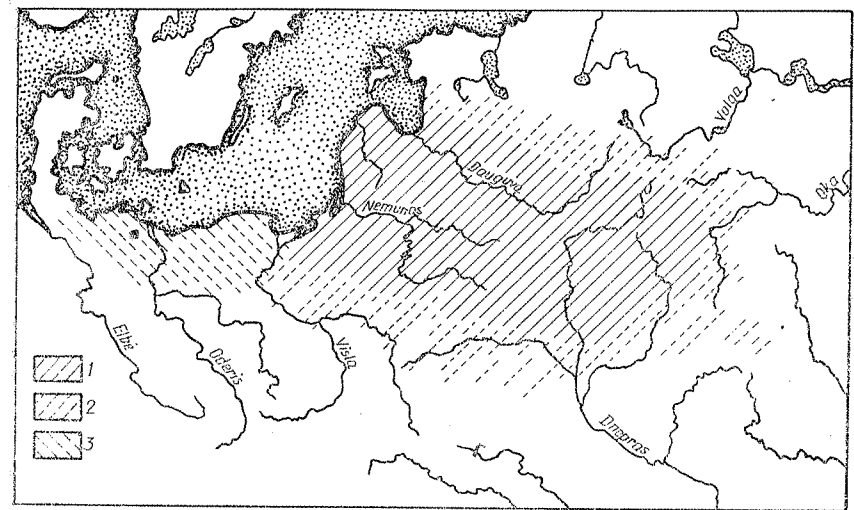 Volga
Oka
Dauguva
Nemunas
Elbė
Oderis
Visla
Dnepras
1
2
3